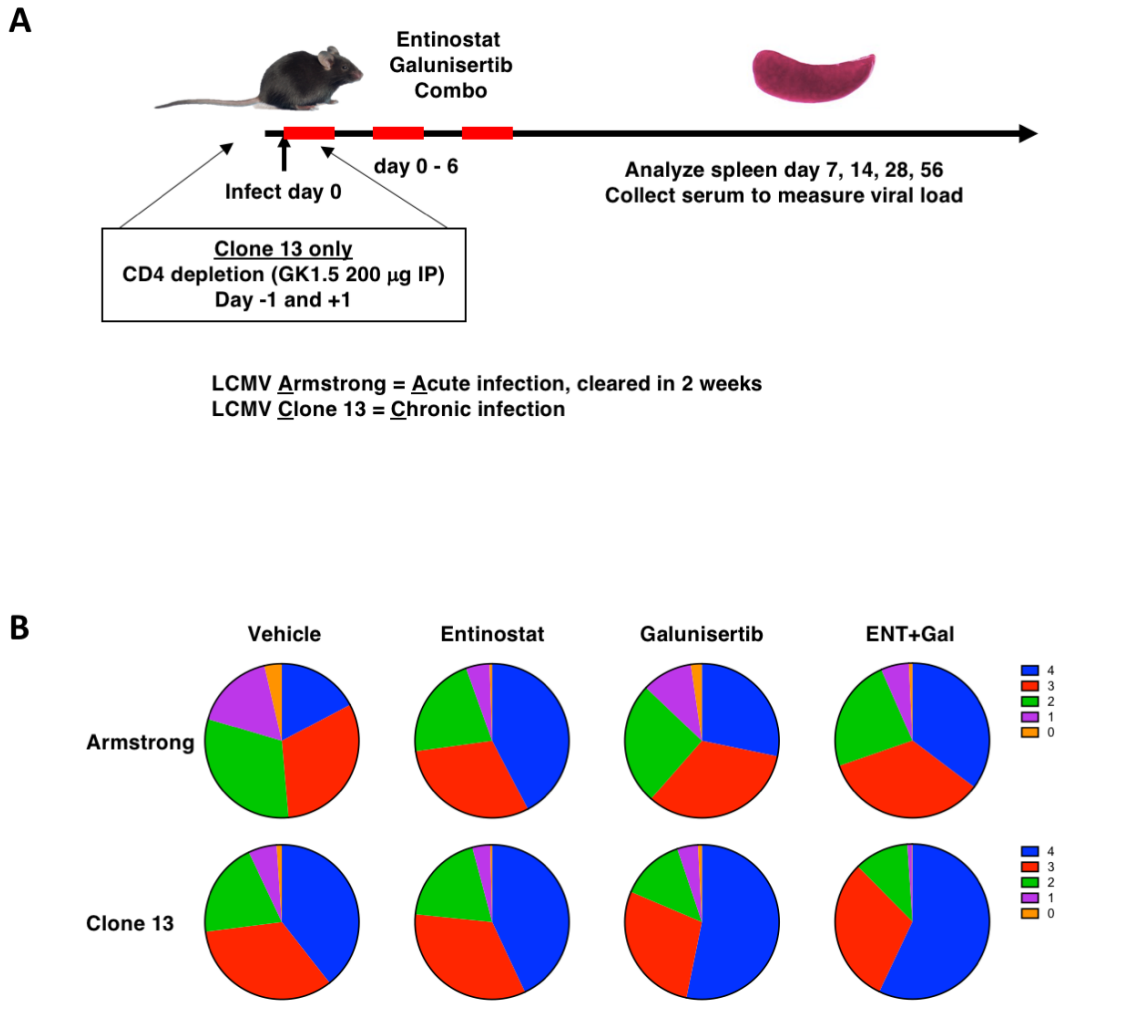 A
Entinostat
Galunisertib
Combo
day 0 - 6
Infect day 0
Analyze spleen day 7, 14, 28, 56
Collect serum to measure viral load
Clone 13 only
CD4 depletion (GK1.5 200 μg IP)
Day -1 and +1
LCMV Armstrong = Acute infection, cleared in 2 weeks
LCMV Clone 13 = Chronic infection
B
Vehicle Entinostat Galunisertib ENT+Gal
Armstrong
4
3
2
1
0
Clone 13
4
3
2
1
0